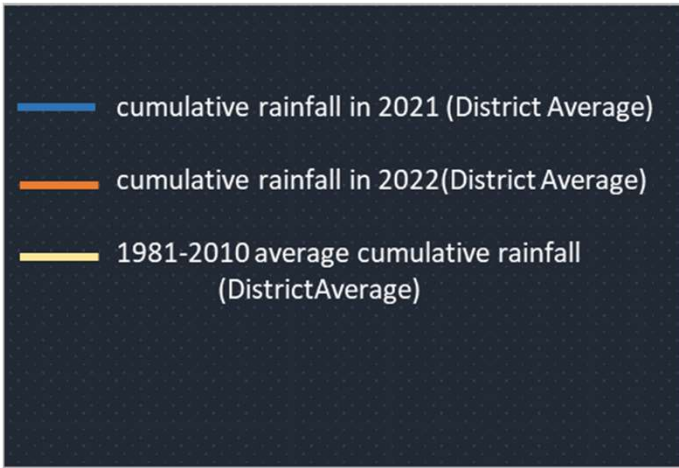 cumulative rainfall in 2021 (District Average)
cumulative rainfall in 2022(District Average)
1981-2010 average cumulative rainfall
(DistrictAverage)